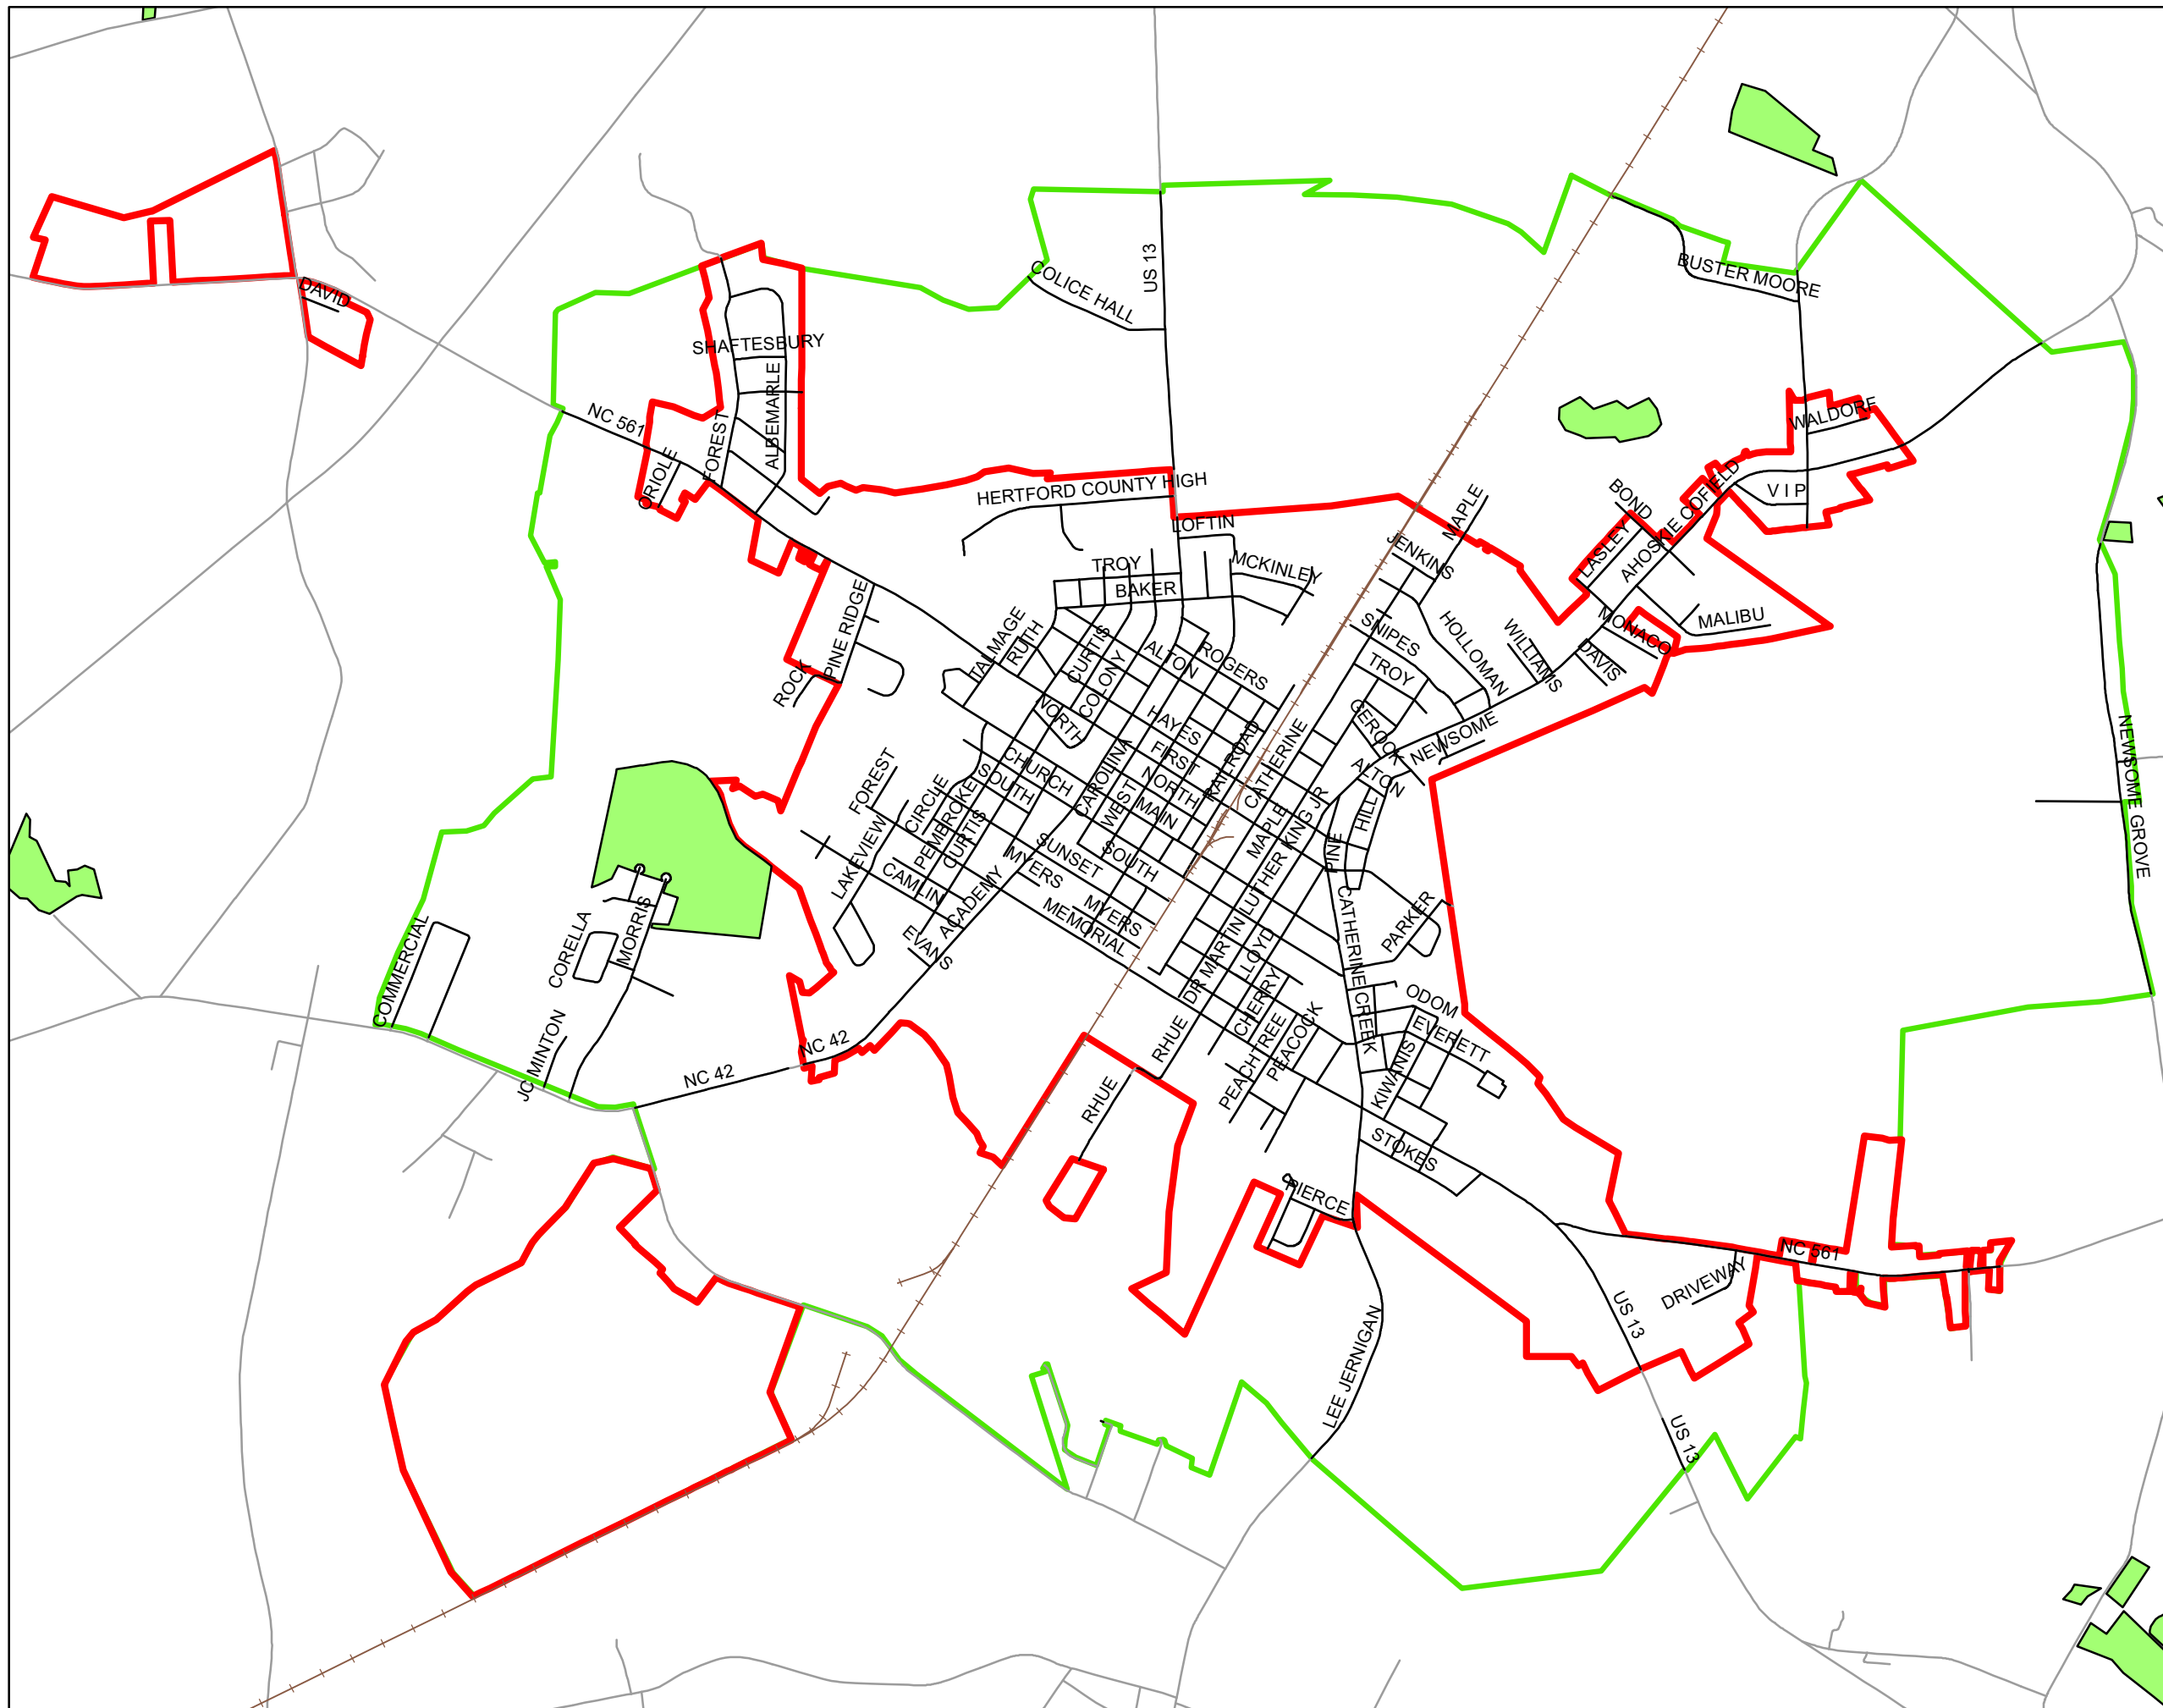 US 13
COLICE HALL
BUSTER MOORE
DAVID
SHAFTESBURY
ALBEMARLE
NC 561
FOREST
ORIOLE
WALDORF
V I P
HERTFORD COUNTY HIGH
LOFTIN
MAPLE
BOND
AHOSKIE COFIELD
LASLEY
JENKINS
TROY
BAKER
MCKINLEY
PINE RIDGE
ROCK
TALMAGE
RUTH
CURTIS
COLONY
ALTON
ROGERS
SNIPES
TROY
HOLLOMAN
WILLIAMS
DAVIS
MONACO
MALIBU
NORTH
HAYES
FIRST
NORTH
MAIN
RAILROAD
CATHERINE
GEROCK
NEWSOME
ALTON
HILL
PINE
NEWSOME GROVE
FOREST
CIRCLE
PEMBROKE
CURTIS
SOUTH
CHURCH
CAROLINA
WEST
LAKEVIEW
CAMLIN
ACADEMY
EVANS
MYERS
SUNSET
SOUTH
MYERS
MEMORIAL
MAPLE
DR MARTIN LUTHER KING JR
LLOYD
CHERRY
PEACHTREE
PEACOCK
CATHERINE CREEK
PARKER
ODOM
EVERETT
KIWANIS
STOKES
COMMERCIAL
CORELLA
MORRIS
JC MINTON
NC 42
NC 42
RHUE
RHUE
PIERCE
LEE JERNIGAN
NC 561
DRIVEWAY
US 13
US 13